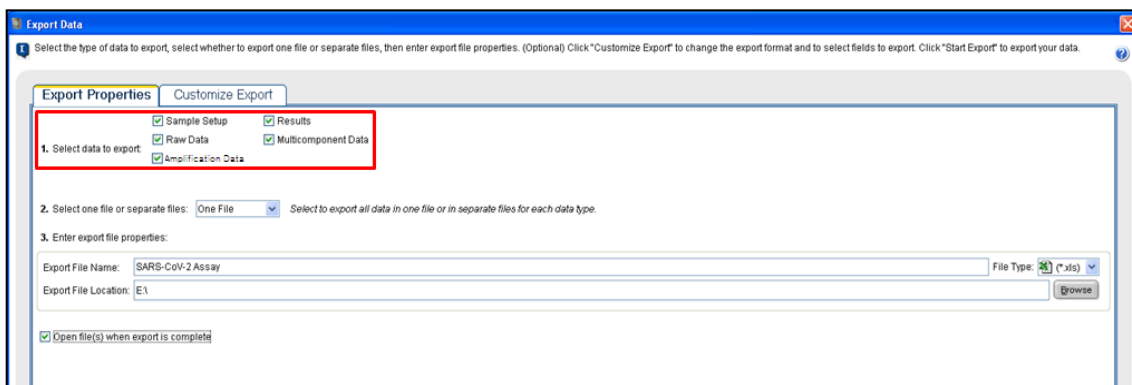 Export Data
Select the type of data to export, select whether to export one file or separate files, then enter export file properties. (Optional) Click "Customize Export" to change the export format and to select fields to export. Click "Start Export" to export your data.
Export Properties Customize Export
1. Select data to export: Sample Setup Results
Raw Data Multicomponent Data
Amplification Data
2. Select one file or separate files: One File Select to export all data in one file or in separate files for each data type.
3. Enter export file properties:
Export File Name: SARS-CoV-2 Assay File Type: (*.xls)
Export File Location: E:\ Browse
Open file(s) when export is complete